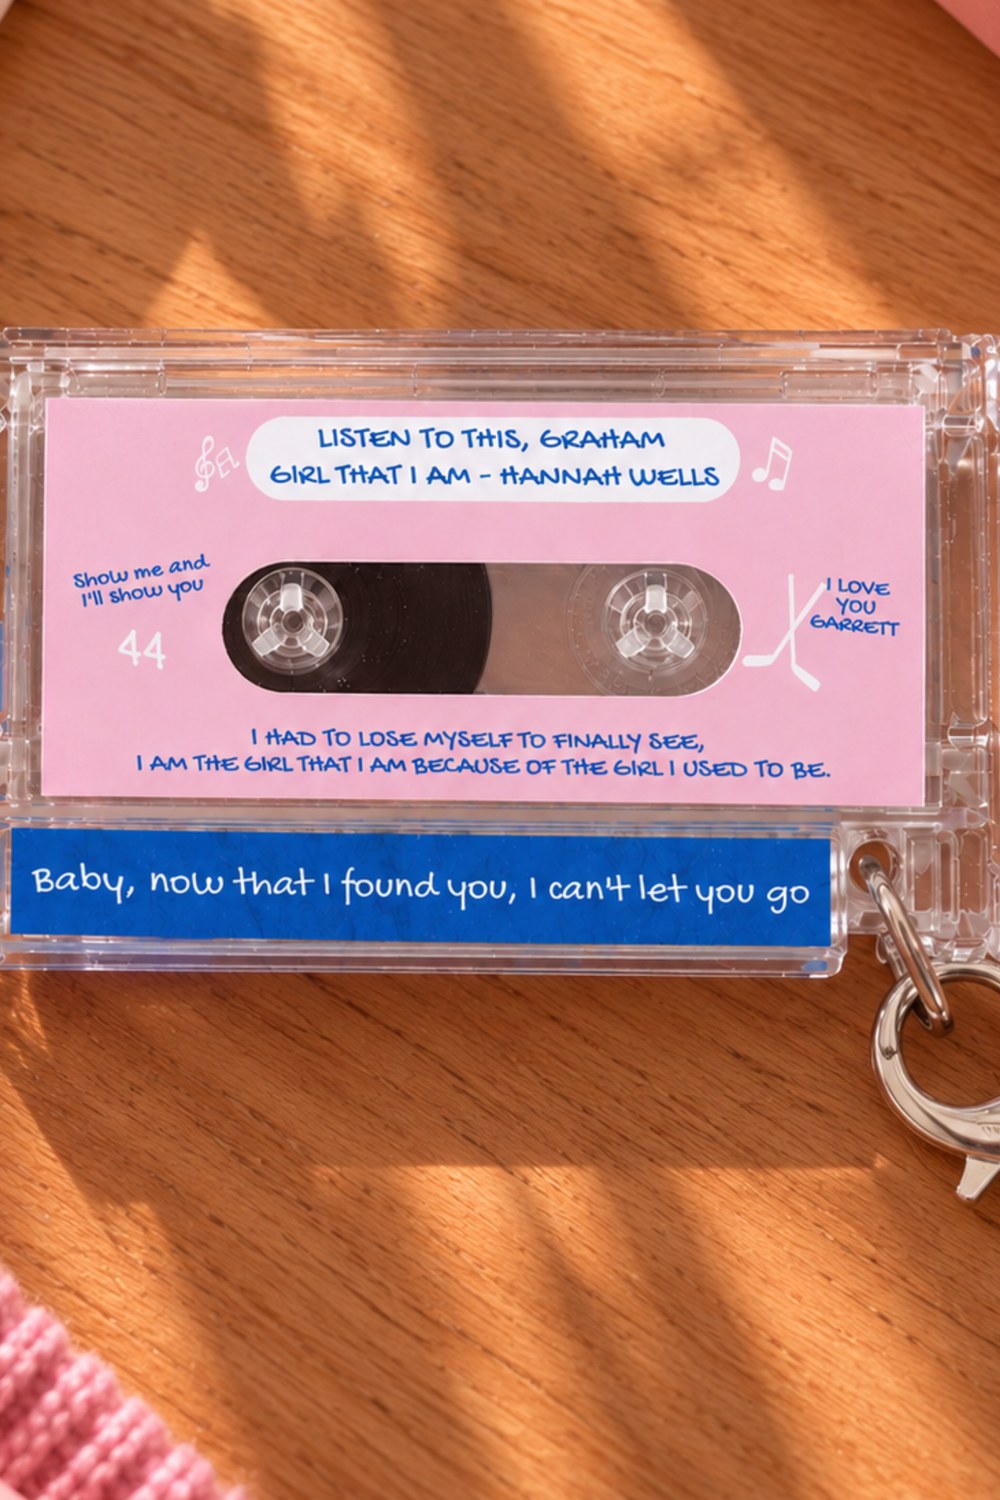 LISTEN TO THIS, GRAHAM
GIRL THAT I AM - HANNAH WELLS
Show me and
I'll show you
44
I LOVE
YOU
GARRETT
I HAD TO LOSE MYSELF TO FINALLY SEE,
I AM THE GIRL THAT I AM BECAUSE OF THE GIRL I USED TO BE.
Baby, now that I found you, I can't let you go